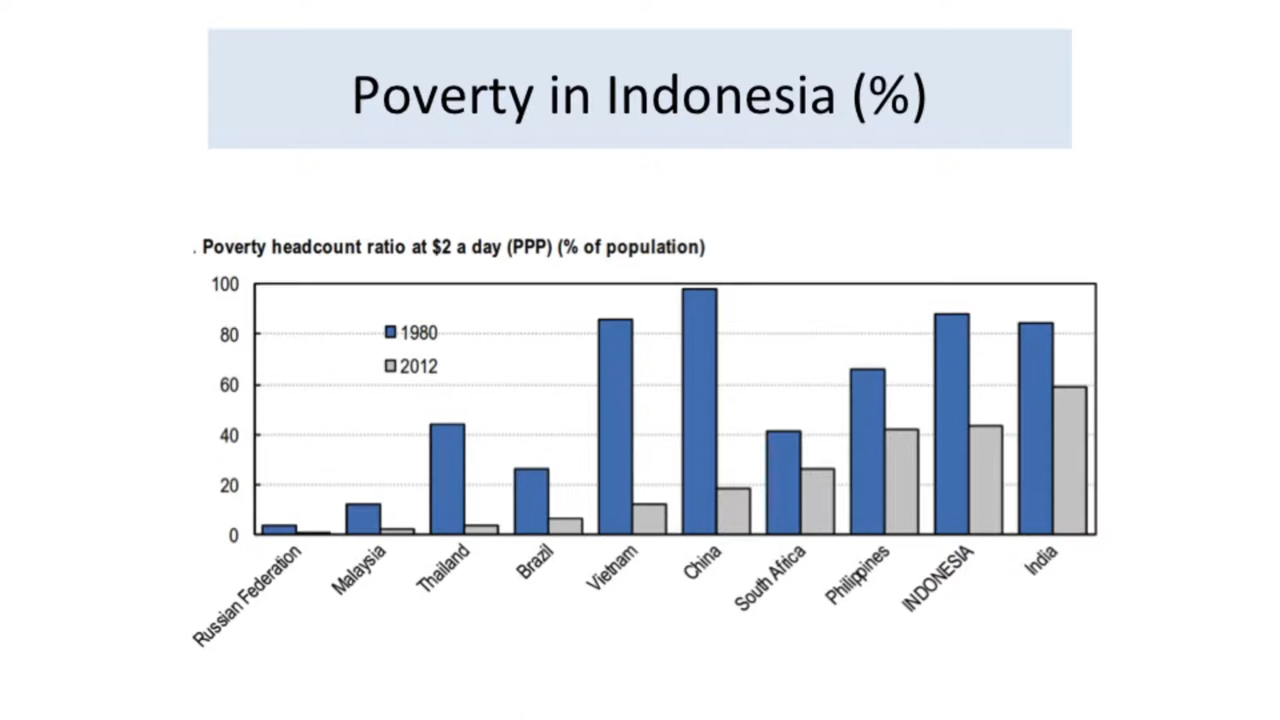 Poverty in Indonesia (%)
. Poverty headcount ratio at $2 a day (PPP) (% of population)
100
80
60
40
20
0
1980
2012
Russian Federation
Malaysia
Thailand
Brazil
Vietnam
China
South Africa
Philippines
INDONESIA
India